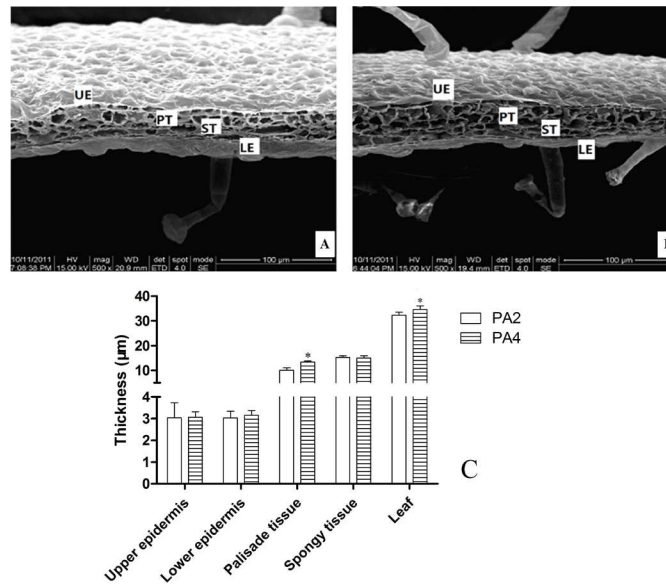 UE
PT
ST
LE
A
10/11/2011 HV mag WD det spot mode
7:08:38 PM 15.00 kV 500 x 20.9 mm ETD 4.0 SE
100 µm
UE
PT
ST
LE
10/11/2011 HV mag WD det spot mode
6:44:04 PM 15.00 kV 500 x 19.4 mm ETD 4.0 SE
100 µm
Thickness (µm)
40
30
20
10
4
3
2
1
0
*
*
PA2
PA4
C
Upper epidermis
Lower epidermis
Palisade tissue
Spongy tissue
Leaf